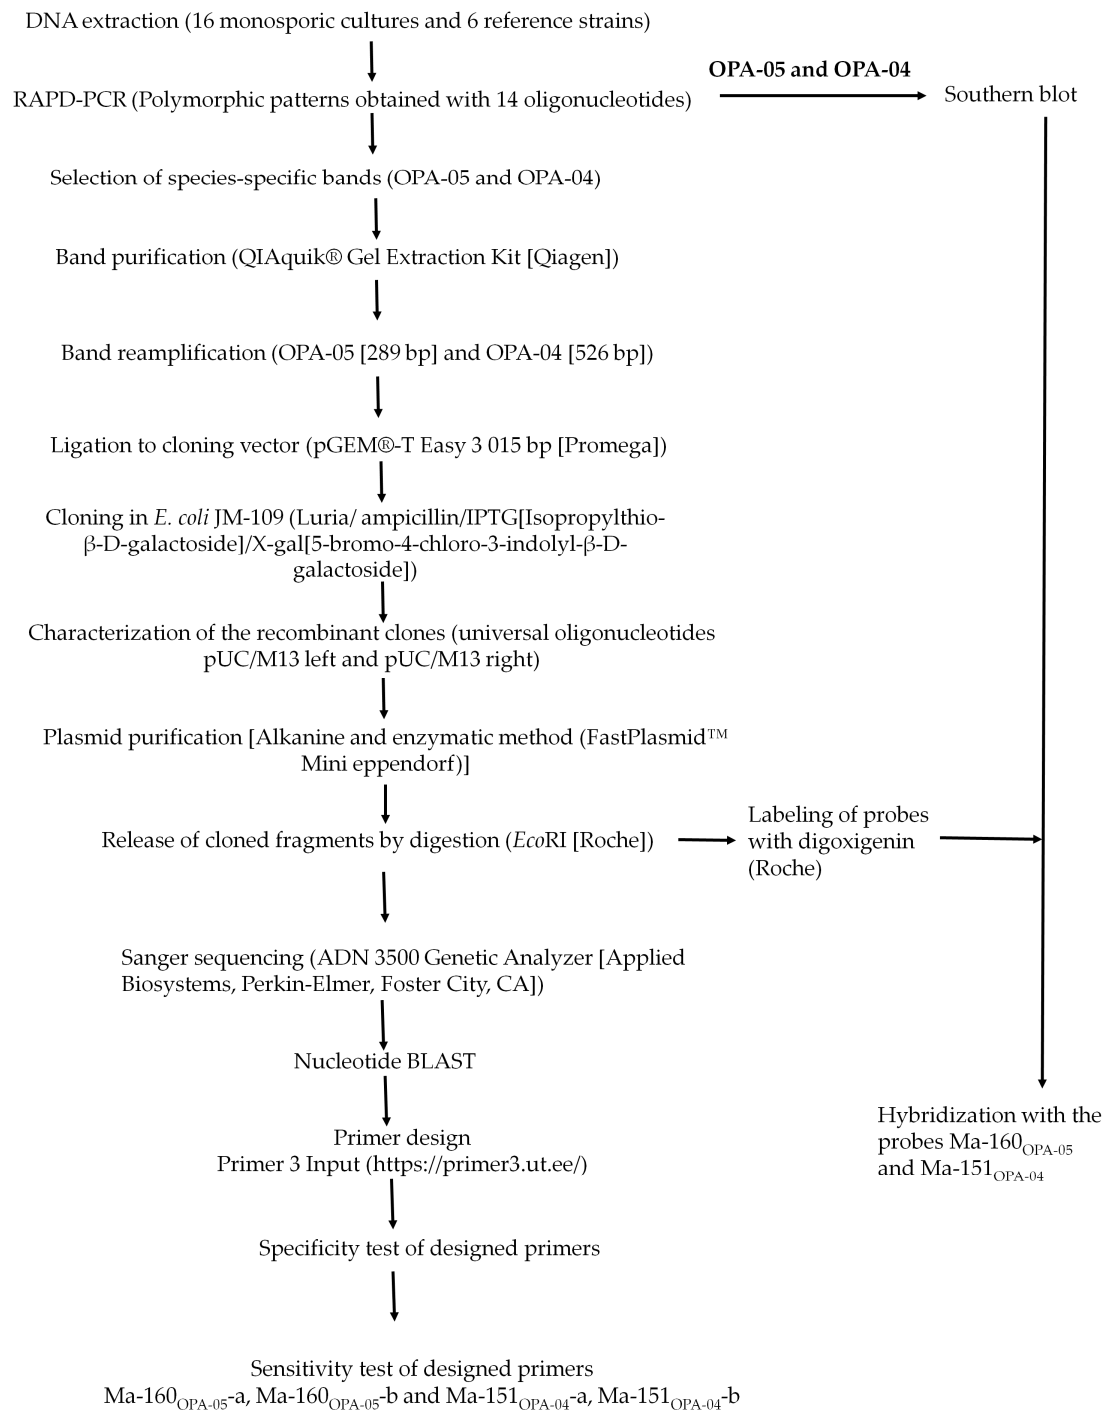 DNA extraction (16 monosporic cultures and 6 reference strains)
OPA-05 and OPA-04
RAPD-PCR (Polymorphic patterns obtained with 14 oligonucleotides)
Southern blot
Selection of species-specific bands (OPA-05 and OPA-04)
Band purification (QIAquik® Gel Extraction Kit [Qiagen])
Band reamplification (OPA-05 [289 bp] and OPA-04 [526 bp])
Ligation to cloning vector (pGEM®-T Easy 3 015 bp [Promega])
Cloning in E. coli JM-109 (Luria/ ampicillin/IPTG[Isopropylthio-
β-D-galactoside]/X-gal[5-bromo-4-chloro-3-indolyl-β-D-
galactoside])
Characterization of the recombinant clones (universal oligonucleotides
pUC/M13 left and pUC/M13 right)
Plasmid purification [Alkanine and enzymatic method (FastPlasmid™
Mini eppendorf)]
Release of cloned fragments by digestion (EcoRI [Roche])
Labeling of probes
with digoxigenin
(Roche)
Sanger sequencing (ADN 3500 Genetic Analyzer [Applied
Biosystems, Perkin-Elmer, Foster City, CA])
Nucleotide BLAST
Primer design
Primer 3 Input (https://primer3.ut.ee/)
Hybridization with the
probes Ma-160OPA-05
and Ma-151OPA-04
Specificity test of designed primers
Sensitivity test of designed primers
Ma-160OPA-05-a, Ma-160OPA-05-b and Ma-151OPA-04-a, Ma-151OPA-04-b